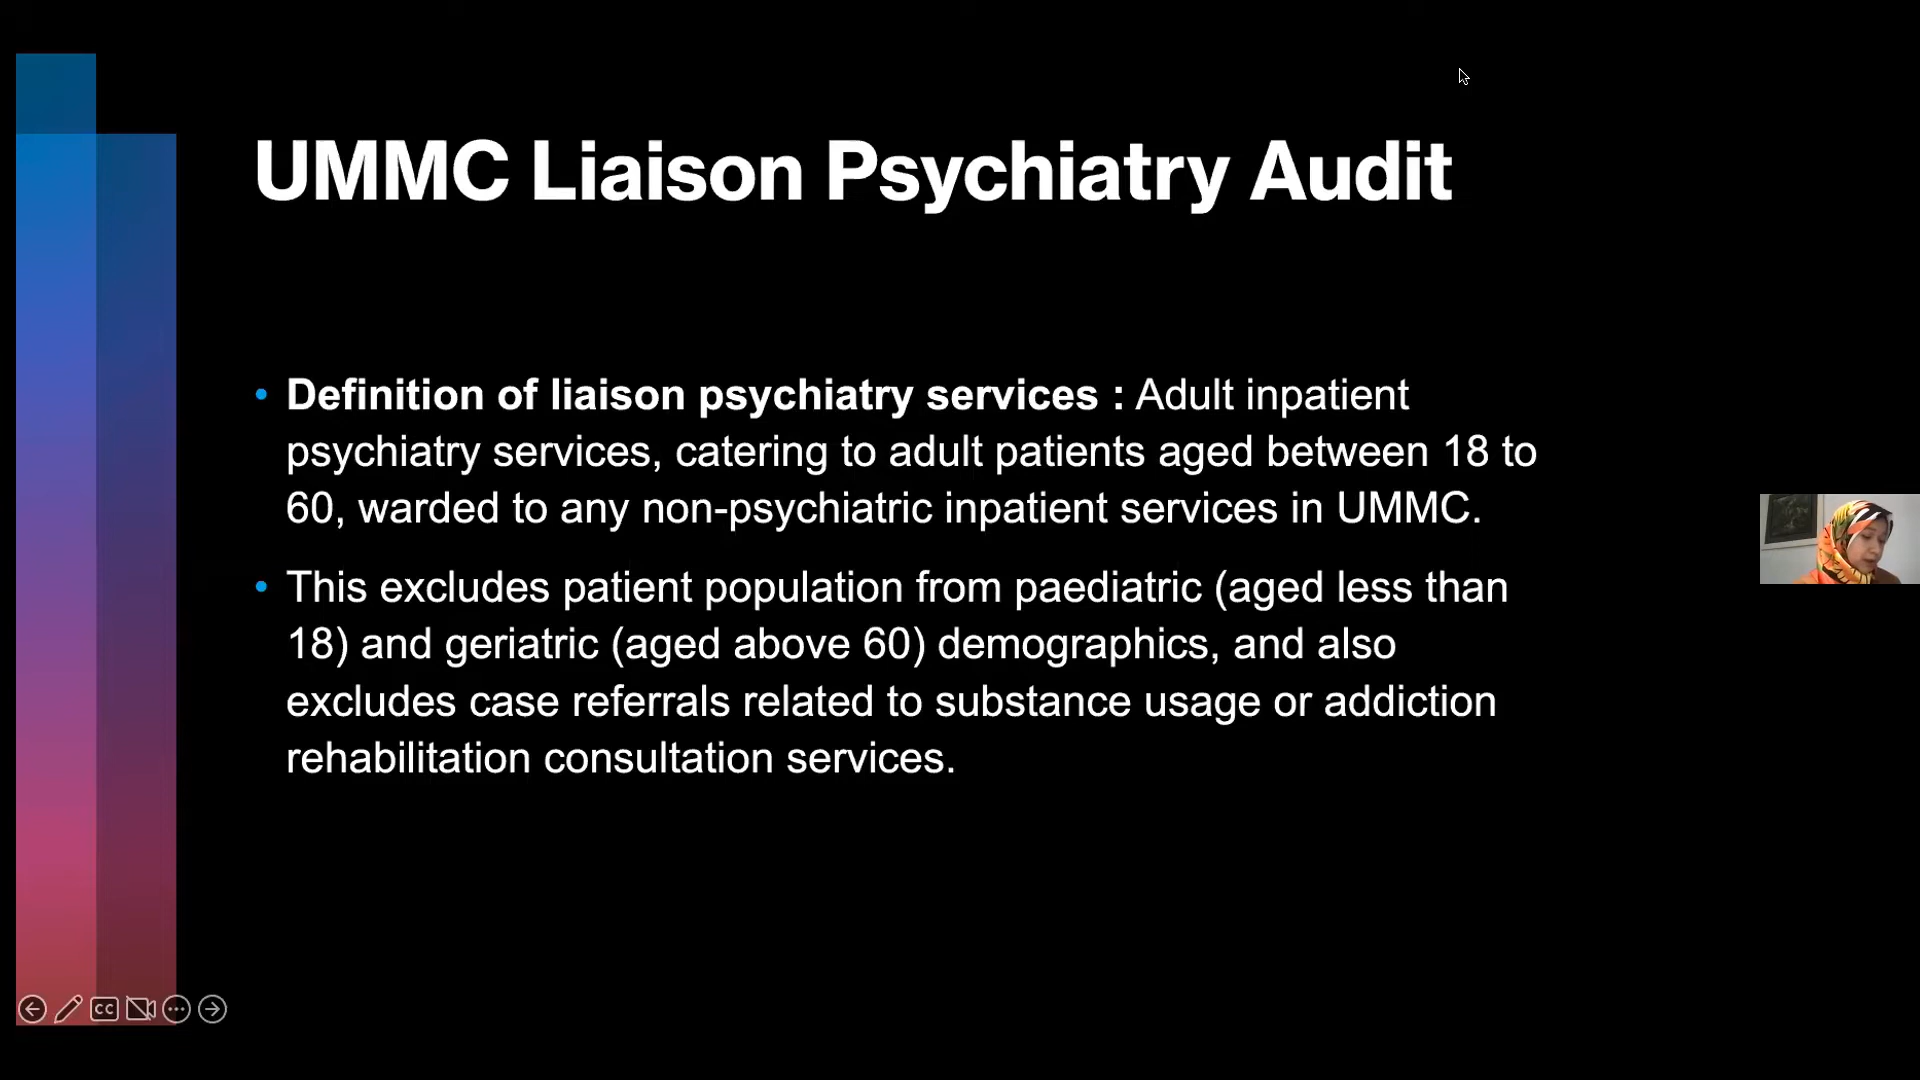 UMMC Liaison Psychiatry Audit
• Definition of liaison psychiatry services : Adult inpatient
psychiatry services, catering to adult patients aged between 18 to
60, warded to any non-psychiatric inpatient services in UMMC.
• This excludes patient population from paediatric (aged less than
18) and geriatric (aged above 60) demographics, and also
excludes case referrals related to substance usage or addiction
rehabilitation consultation services.
CC